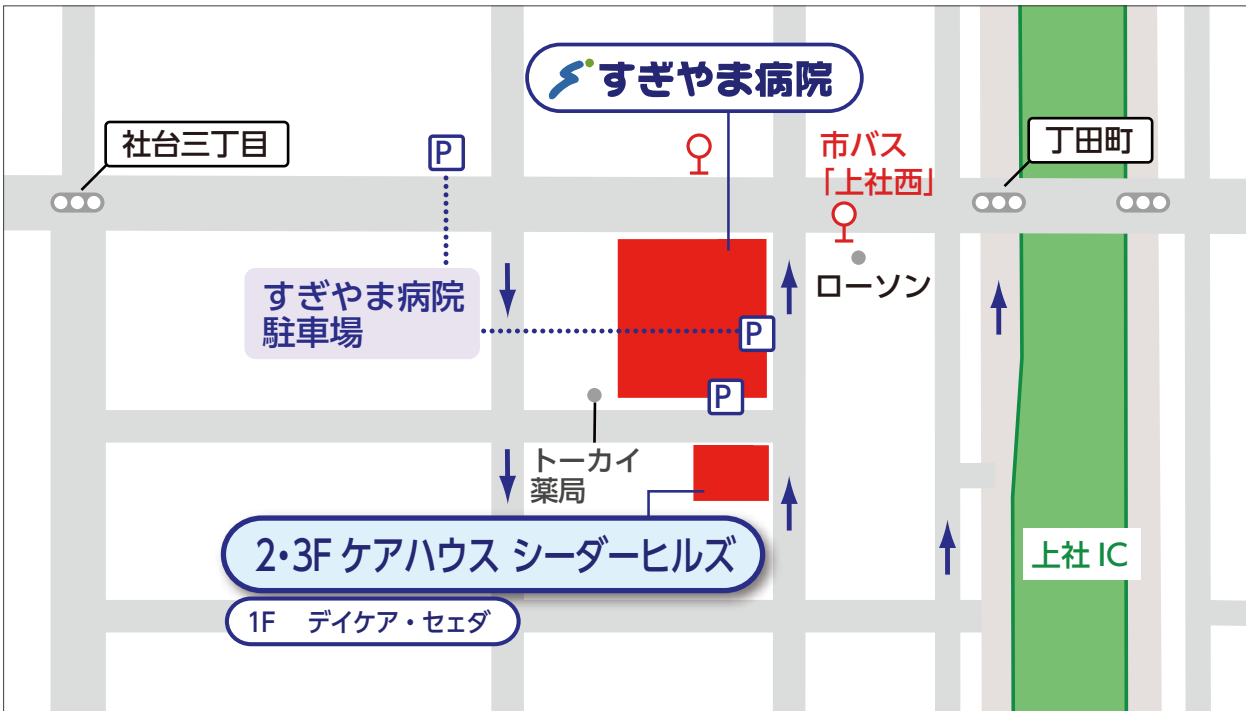 すぎやま病院
社台三丁目
P
市バス
「上社西」
丁田町
すぎやま病院
駐車場
P
ローソン
P
トーカイ
薬局
2・3F ケアハウス シーダーヒルズ
1F　デイケア・セェダ
上社 IC